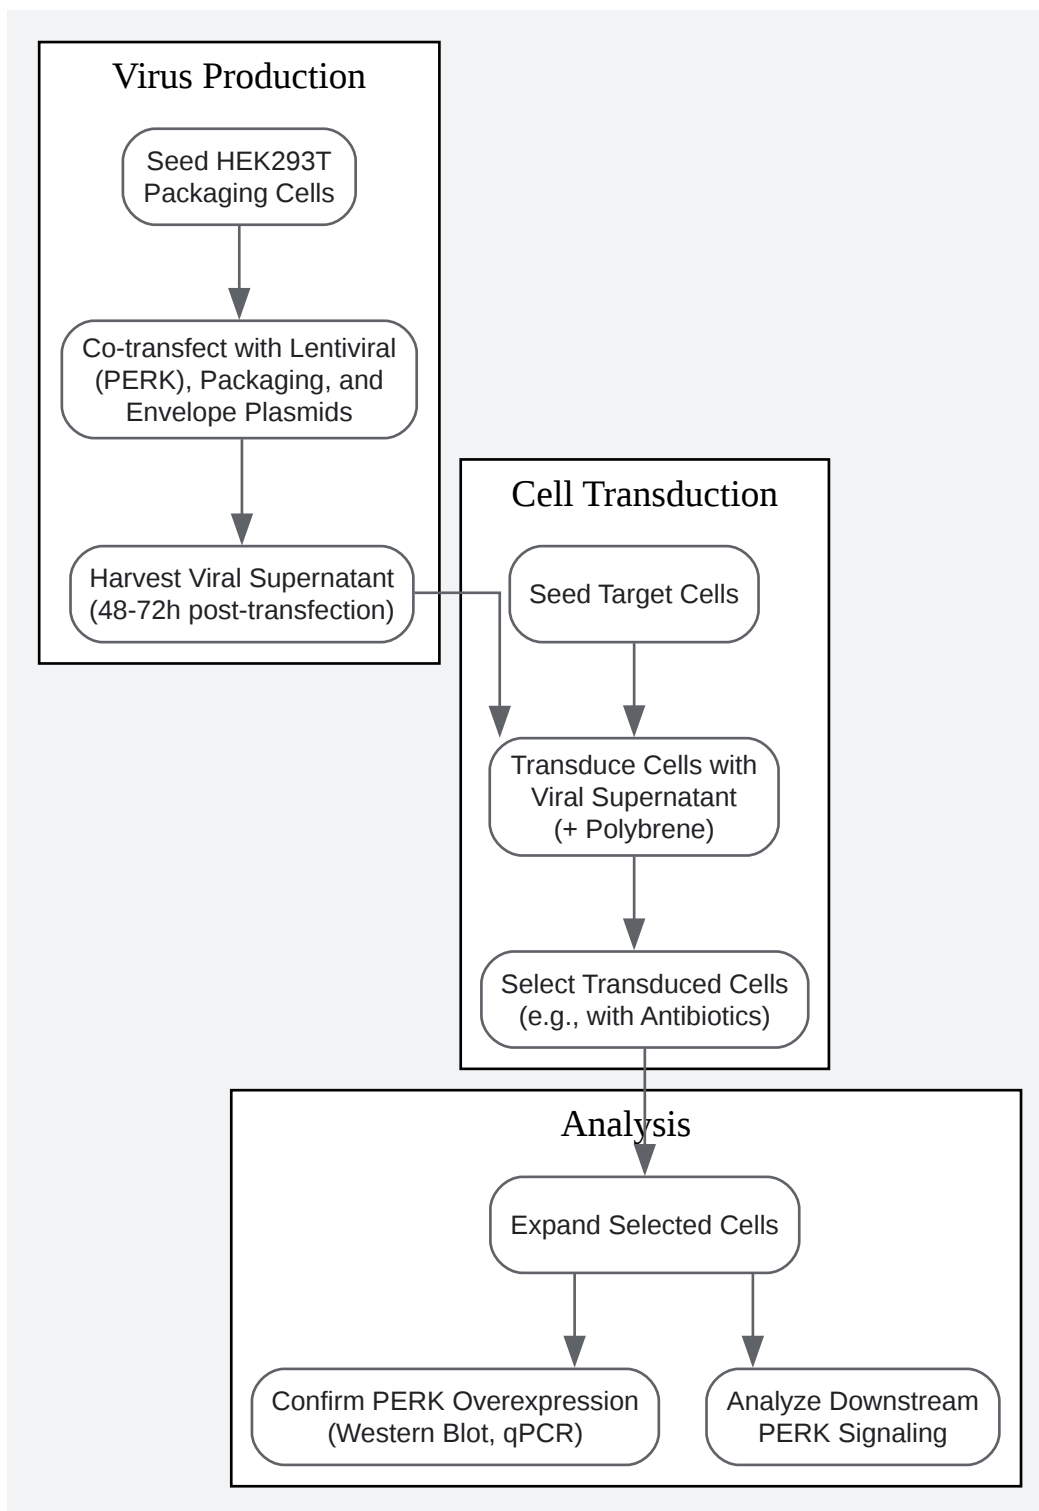 Virus Production
Seed HEK293T
Packaging Cells
Co-transfect with Lentiviral
(PERK), Packaging, and
Envelope Plasmids
Harvest Viral Supernatant
(48-72h post-transfection)
Cell Transduction
Seed Target Cells
Transduce Cells with
Viral Supernatant
(+ Polybrene)
Select Transduced Cells
(e.g., with Antibiotics)
Analysis
Expand Selected Cells
Confirm PERK Overexpression
(Western Blot, qPCR)
Analyze Downstream
PERK Signaling